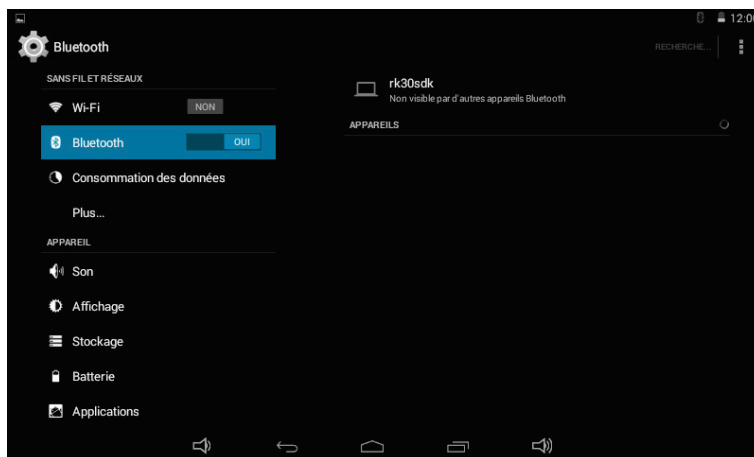 12:00
Bluetooth
RECHERCHE...
SANS FIL ET RÉSEAUX
Wi-Fi
NON
Bluetooth
OUI
Consommation des données
Plus...
APPAREIL
Son
Affichage
Stockage
Batterie
Applications
rk30sdk
Non visible par d'autres appareils Bluetooth
APPAREILS